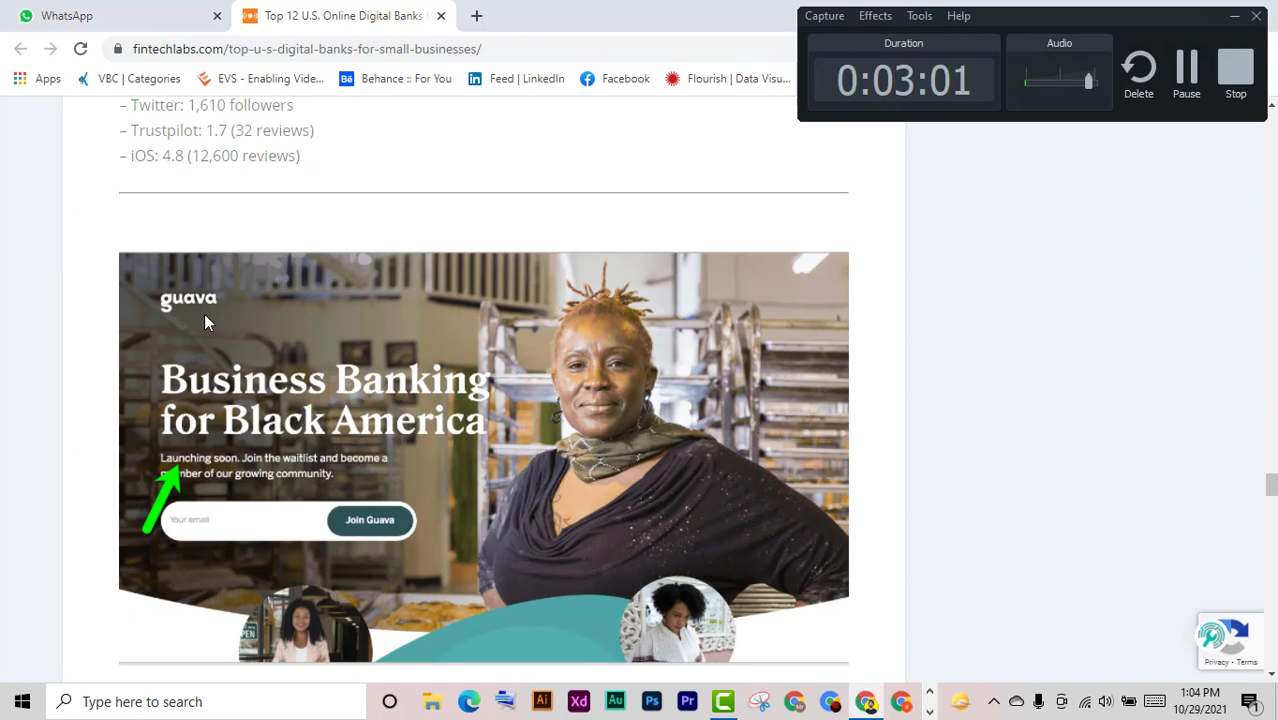 WhatsApp
Top 12 U.S. Online Digital Banks
Capture Effects Tools Help
Duration
Audio
0:03:01
Delete Pause Stop
fintechlabs.com/top-u-s-digital-banks-for-small-businesses/
Apps VBC | Categories EVS - Enabling Vide... Behance :: For You Feed | LinkedIn Facebook Flourish | Data Visu...
– Twitter: 1,610 followers
– Trustpilot: 1.7 (32 reviews)
– iOS: 4.8 (12,600 reviews)
guava
Business Banking
for Black America
Launching soon. Join the waitlist and become a
member of our growing community.
Your email Join Guava
OPEN
Privacy - Terms
Type here to search
1:04 PM
10/29/2021